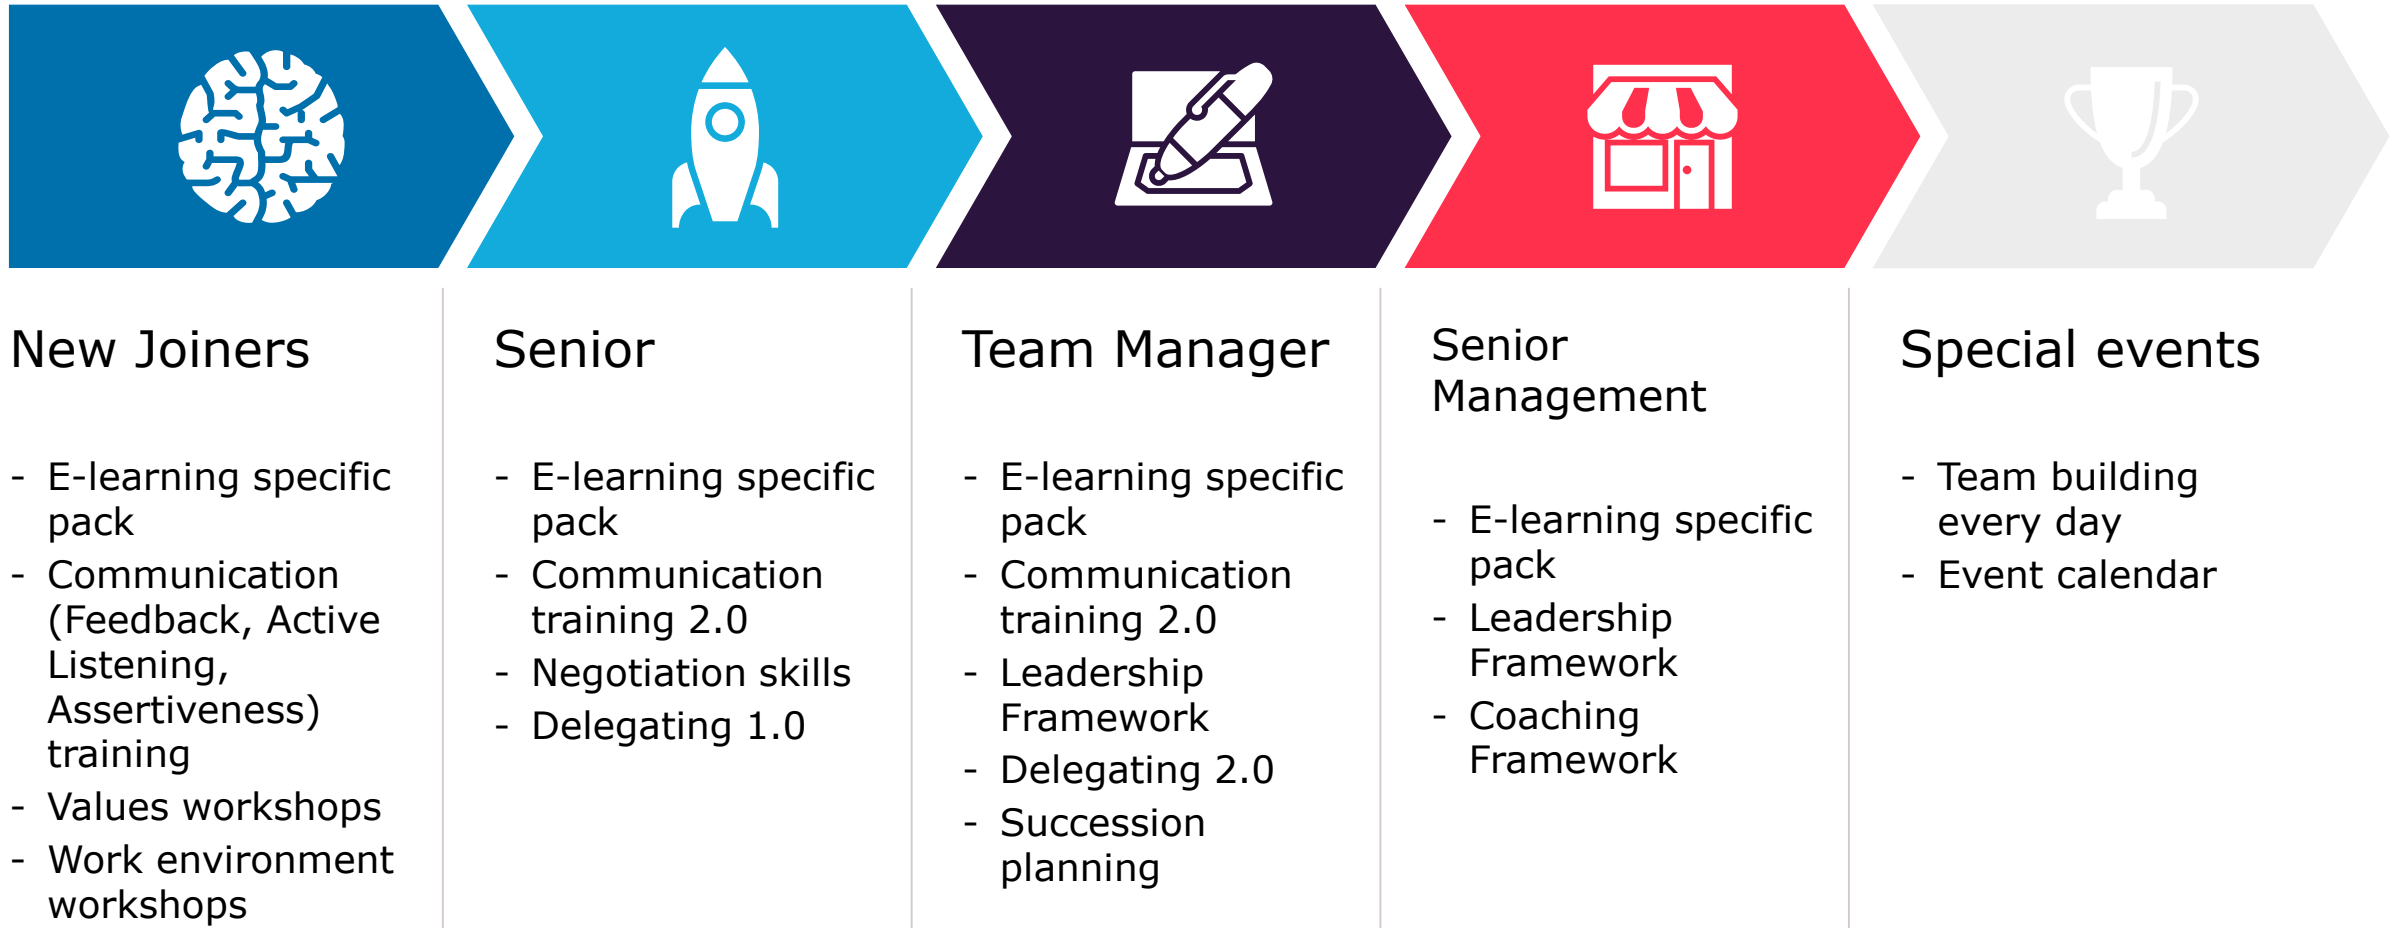 New Joiners
- E-learning specific
pack
- Communication
(Feedback, Active
Listening,
Assertiveness)
training
- Values workshops
- Work environment
workshops
Senior
- E-learning specific
pack
- Communication
training 2.0
- Negotiation skills
- Delegating 1.0
Team Manager
- E-learning specific
pack
- Communication
training 2.0
- Leadership
Framework
- Delegating 2.0
- Succession
planning
Senior
Management
- E-learning specific
pack
- Leadership
Framework
- Coaching
Framework
Special events
- Team building
every day
- Event calendar